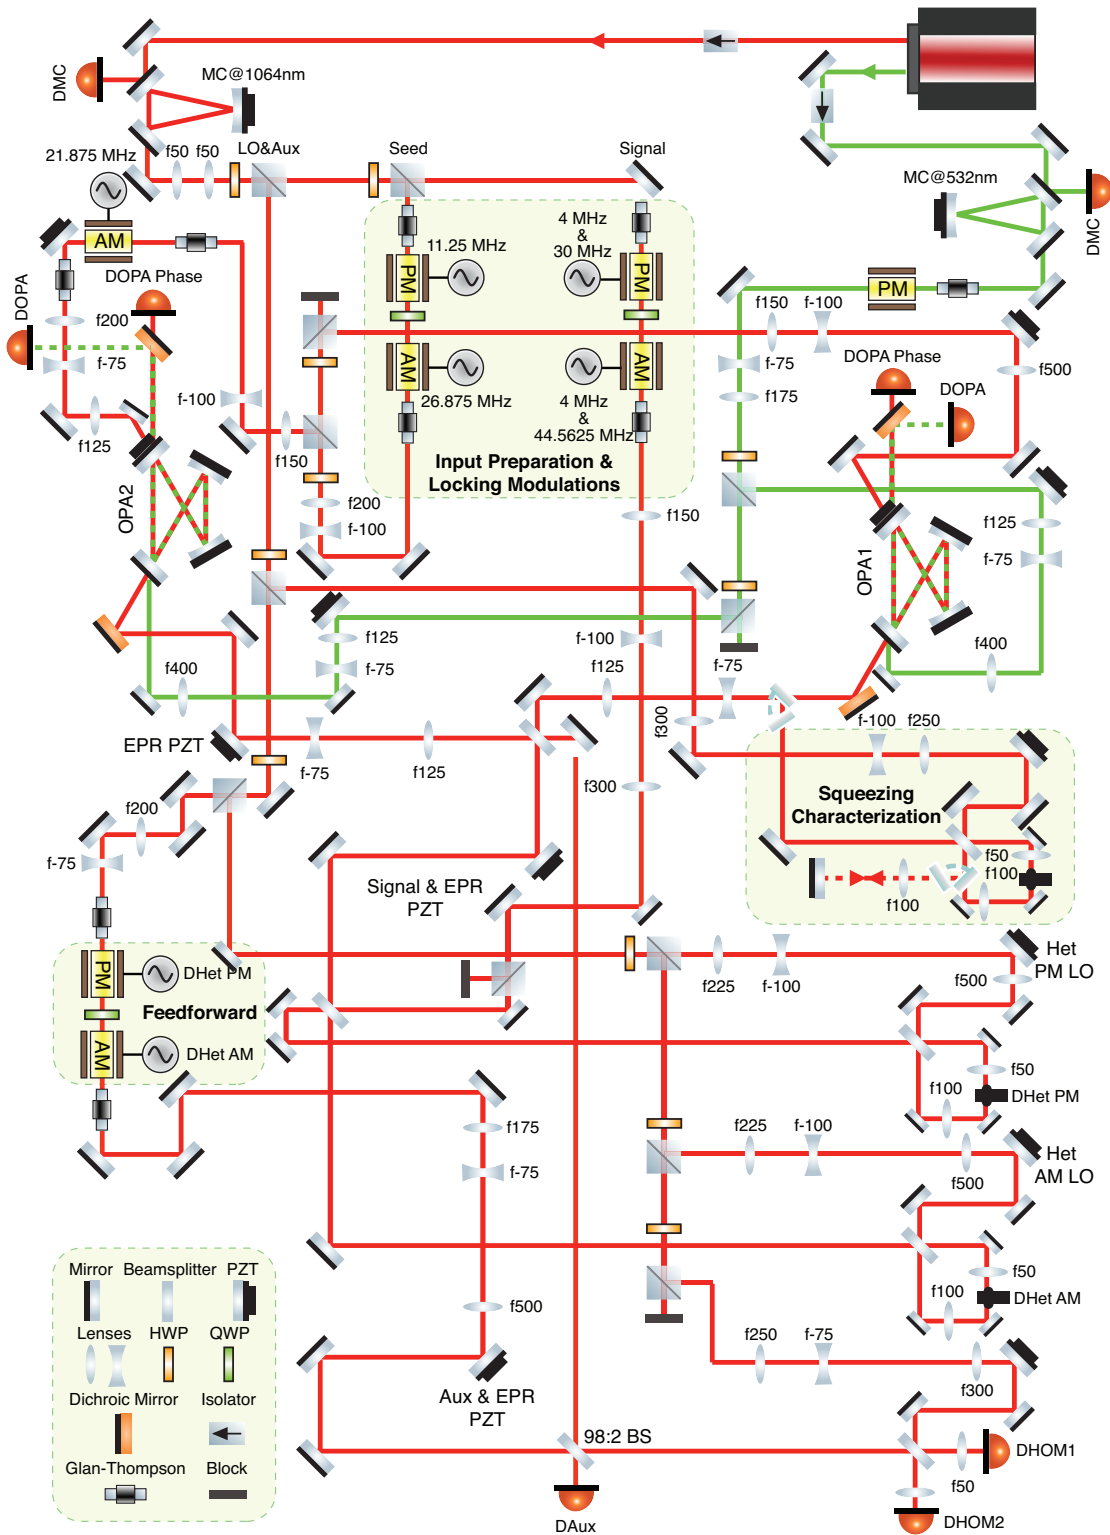 DMC
MC@1064nm
21.875 MHz
f50
f50
LO&Aux
Seed
Signal
MC@532nm
DMC
AM
11.25 MHz
4 MHz
&
30 MHz
PM
PM
PM
DOPA Phase
DOPA
f200
f-75
f150
f-100
f-75
f175
DOPA Phase
DOPA
f500
AM
AM
26.875 MHz
4 MHz
&
44.5625 MHz
f-100
f125
f150
Input Preparation &
Locking Modulations
OPA2
f200
f-100
f150
f125
f-75
OPA1
f125
f-75
f-100
f125
f-75
f400
f400
EPR PZT
f-75
f125
f300
f300
f-100
f250
Squeezing
Characterization
f50
f100
f100
f200
f-75
Signal & EPR
PZT
PM
DHet PM
Feedforward
AM
DHet AM
f225
f-100
f500
Het
PM LO
f50
f100
DHet PM
f175
f-75
f225
f-100
f500
Het
AM LO
f50
f100
DHet AM
Mirror
Beamsplitter
PZT
Lenses
HWP
QWP
Dichroic Mirror
Isolator
Glan-Thompson
Block
f500
Aux & EPR
PZT
f250
f-75
f300
98:2 BS
DHOM1
f50
DAux
DHOM2